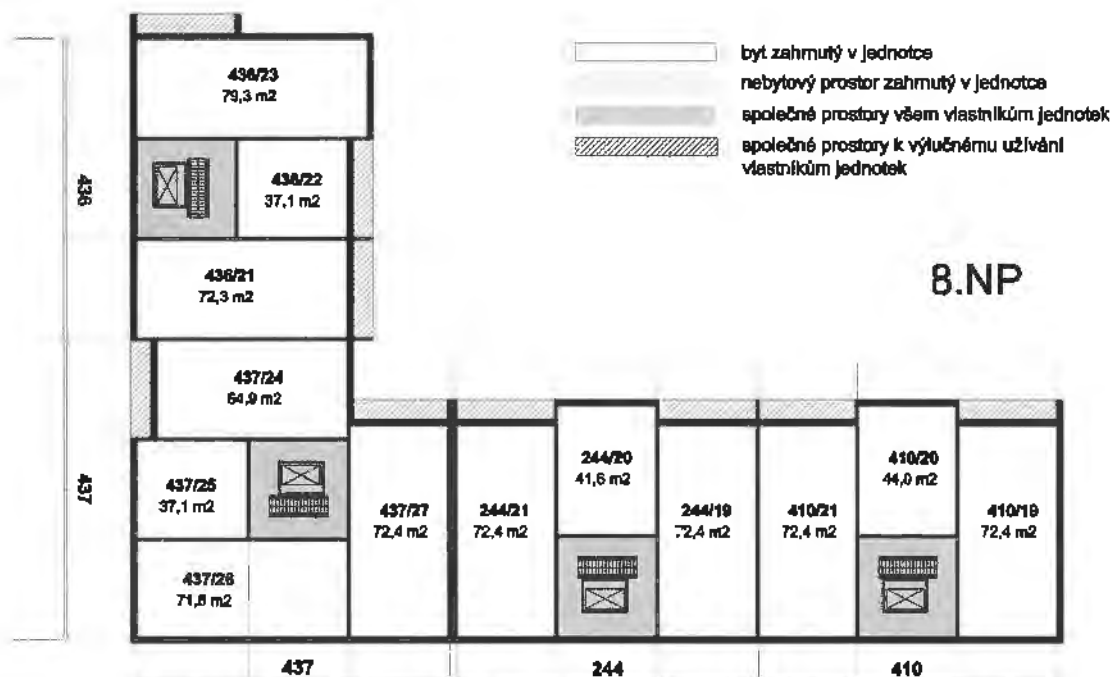 436/23
79,3 m2
byt zahrnutý v jednotce
nebytový prostor zahrnutý v jednotce
společné prostory všem vlastníkům jednotek
společné prostory k výlučnému užívání
vlastníkům jednotek
436
436/22
37,1 m2
436/21
72,3 m2
8.NP
437/24
64,9 m2
437
437/25
37,1 m2
437/27
72,4 m2
244/21
72,4 m2
244/20
41,6 m2
244/19
72,4 m2
410/21
72,4 m2
410/20
44,0 m2
410/19
72,4 m2
437/26
71,8 m2
437
244
410